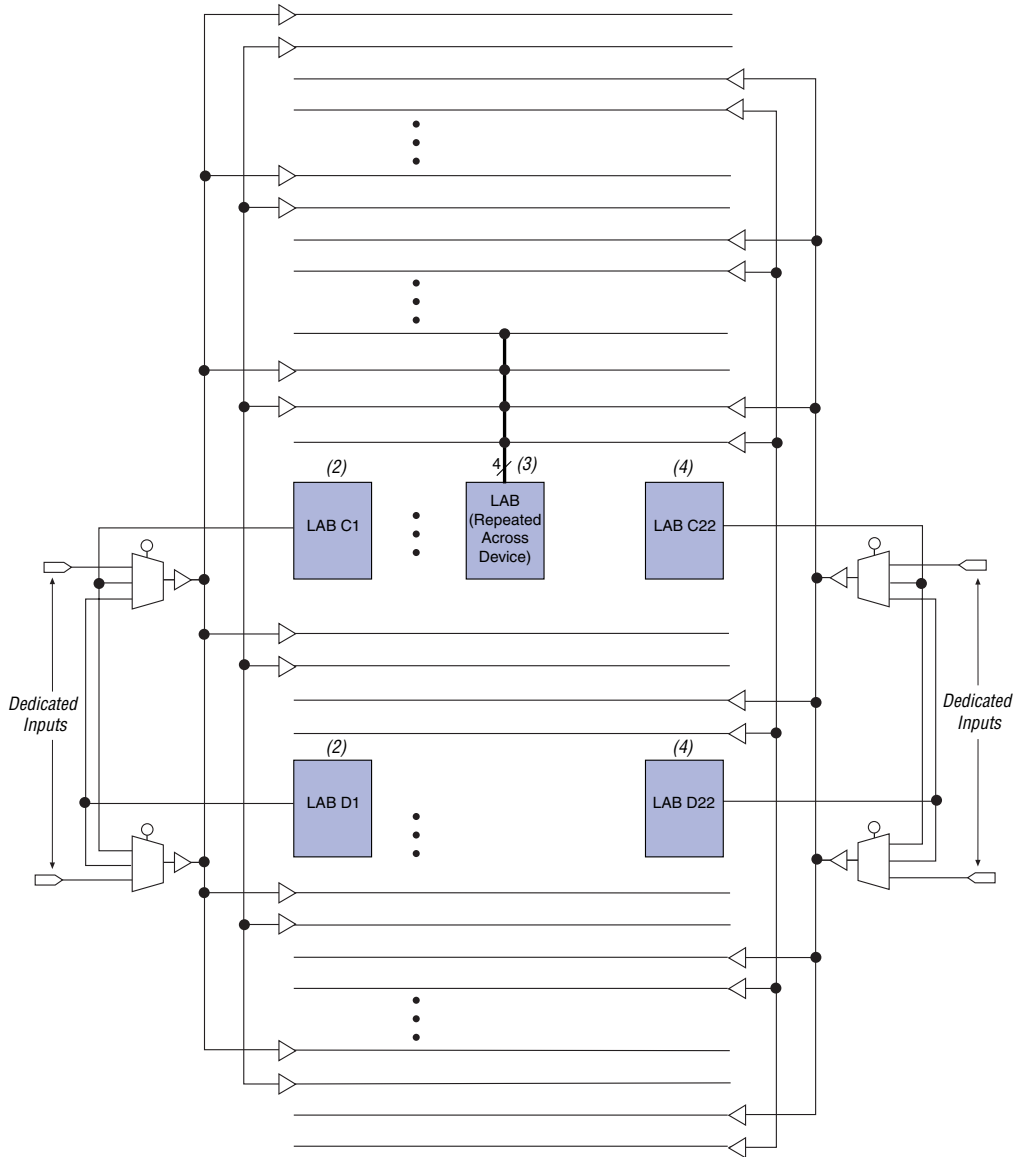 (2)
4
(3)
(4)
LAB C1
LAB
(Repeated
Across
Device)
LAB C22
Dedicated
Inputs
Dedicated
Inputs
(2)
(4)
LAB D1
LAB D22